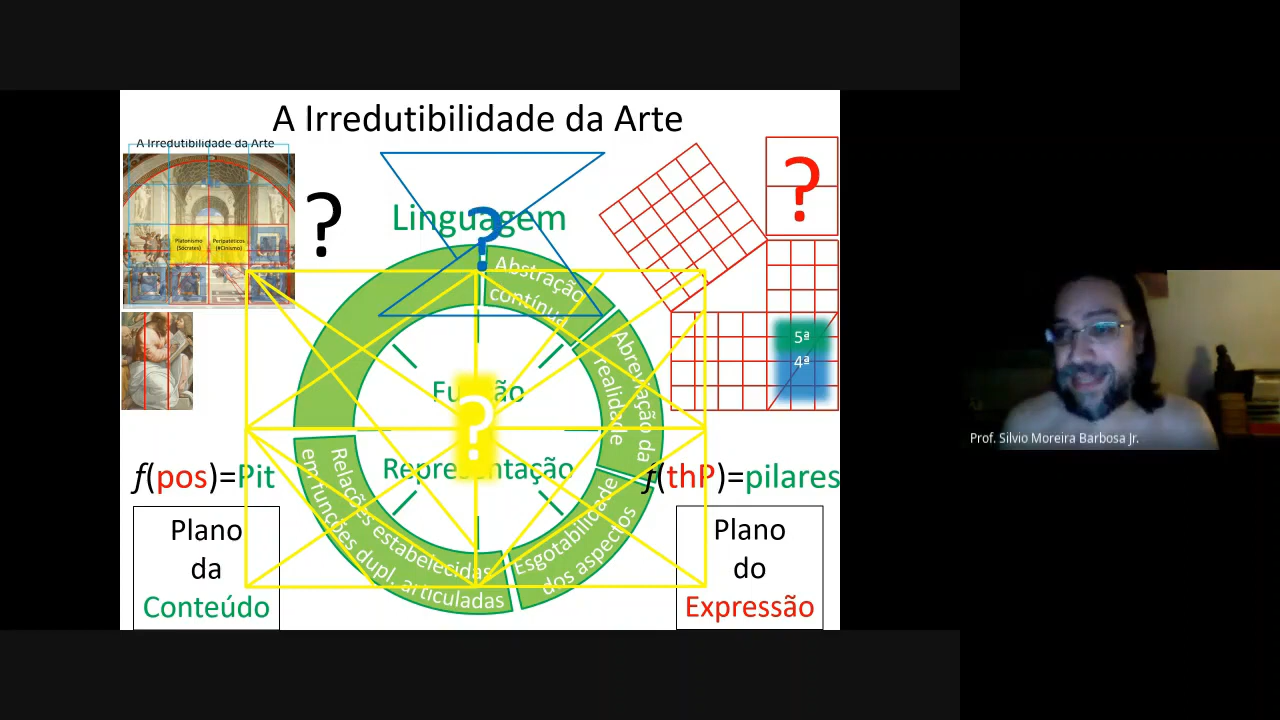 A Irredutibilidade da Arte
A Irredutibilidade da Arte
Platonismo
(Sócrates)
Peripatéticos
(#Cinismo)
?
?
Linguagem
?
Abstração
contínua
Abreviação da
realidade
5ª
4ª
Função
?
Representação
Relações estabelecidas
em funções dupl. articuladas
Esgotabilidade
dos aspectos
f(pos)=Pit
f(thP)=pilares
Plano
da
Conteúdo
Plano
do
Expressão
Prof. Silvio Moreira Barbosa Jr.